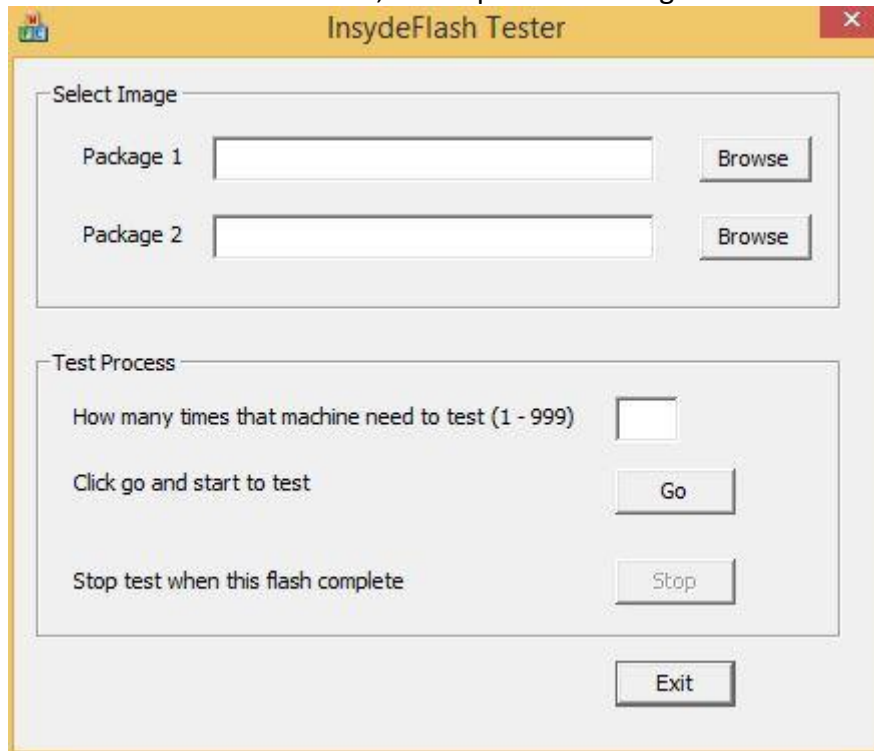 InsydeFlash Tester
Select Image
Package 1
Browse
Package 2
Browse
Test Process
How many times that machine need to test (1 - 999)
Click go and start to test
Go
Stop test when this flash complete
Stop
Exit